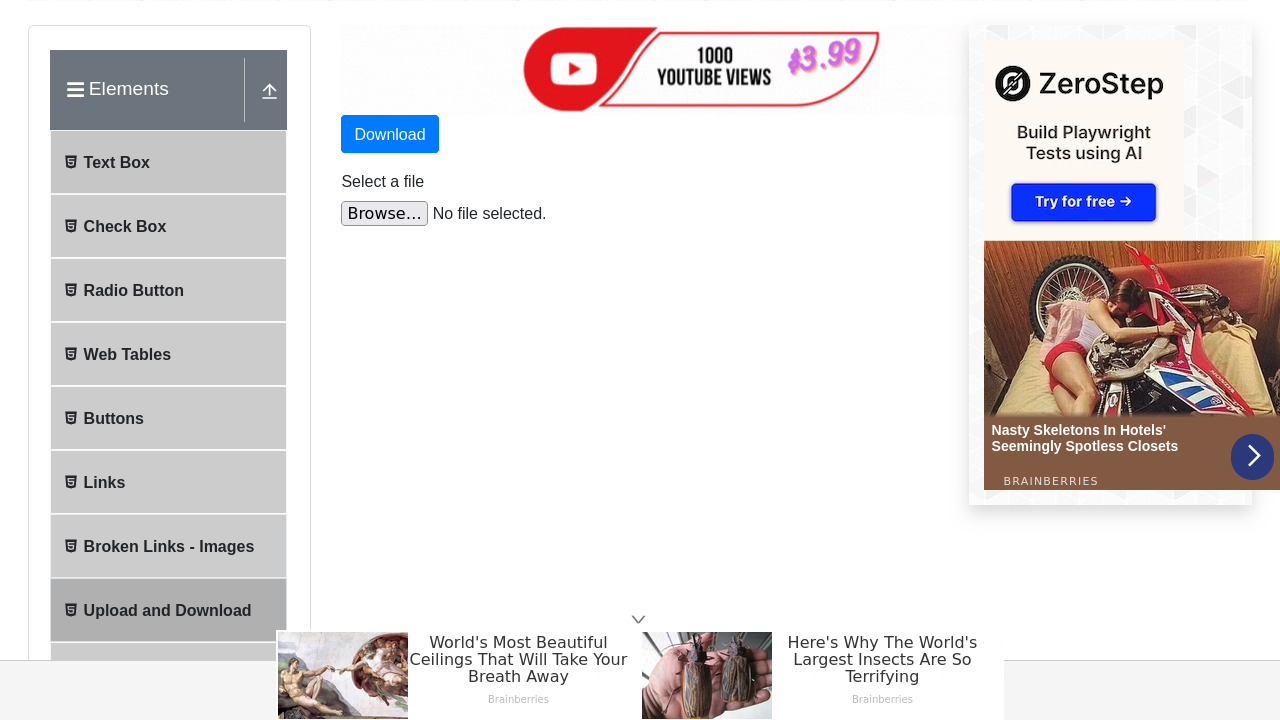 Elements
Text Box
Check Box
Radio Button
Web Tables
Buttons
Links
Broken Links - Images
Upload and Download
1000
YOUTUBE VIEWS
$3.99
Download
Select a file
Browse... No file selected.
ZeroStep
Build Playwright
Tests using AI
Try for free →
Nasty Skeletons In Hotels'
Seemingly Spotless Closets
BRAINBERRIES
World's Most Beautiful
Ceilings That Will Take Your
Breath Away
Brainberries
Here's Why The World's
Largest Insects Are So
Terrifying
Brainberries